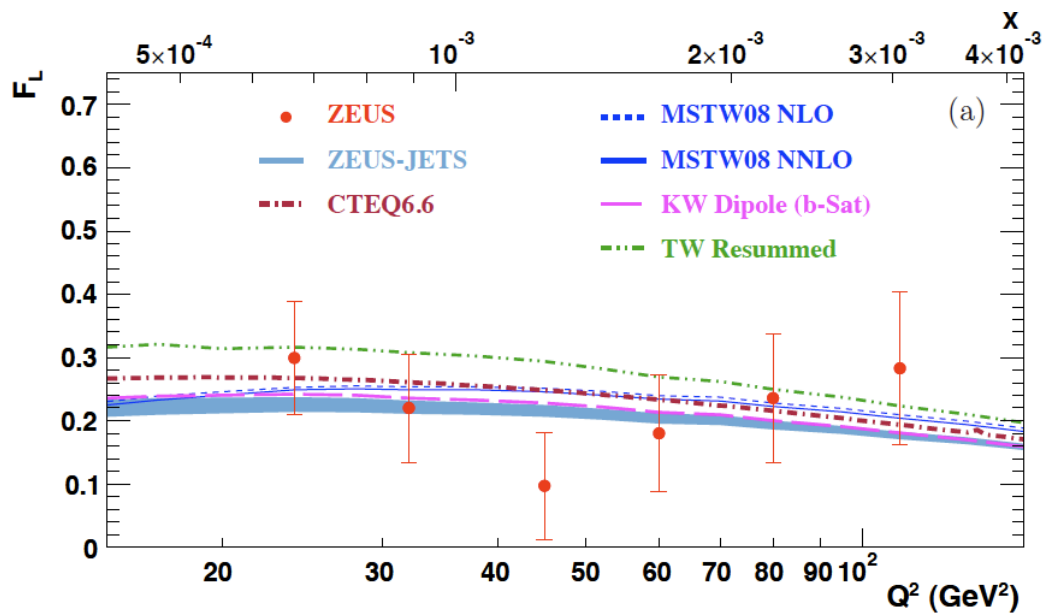 x
5×10⁻⁴ 10⁻³ 2×10⁻³ 3×10⁻³ 4×10⁻³
F_L
0.7
0.6
0.5
0.4
0.3
0.2
0.1
0
(a)
ZEUS
ZEUS-JETS
CTEQ6.6
MSTW08 NLO
MSTW08 NNLO
KW Dipole (b-Sat)
TW Resummed
20 30 40 50 60 70 80 90 10²
Q² (GeV²)